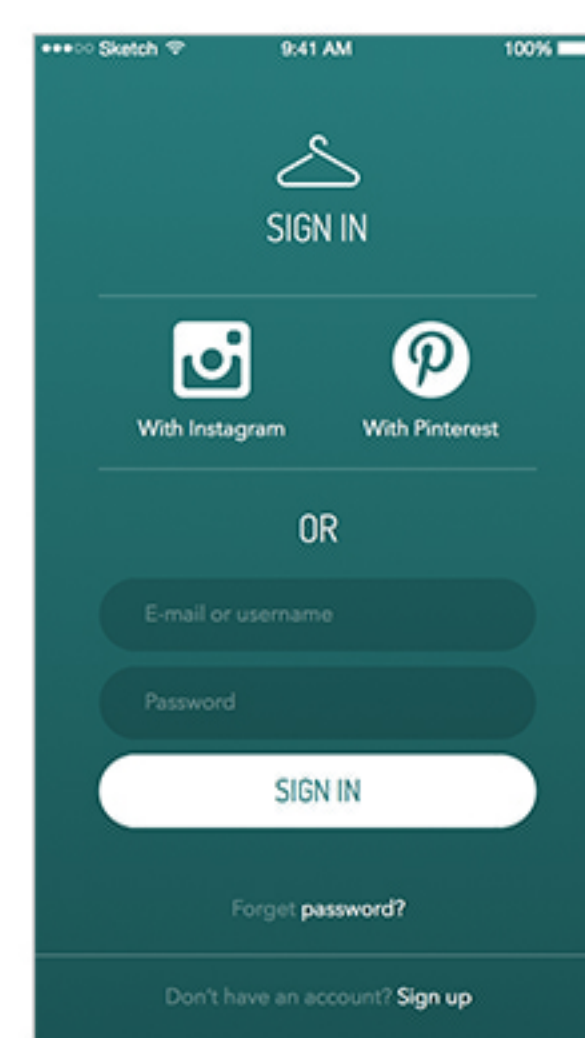 Sketch 9:41 AM 100%
SIGN IN
With Instagram With Pinterest
OR
E-mail or username
Password
SIGN IN
Forget password?
Don't have an account? Sign up